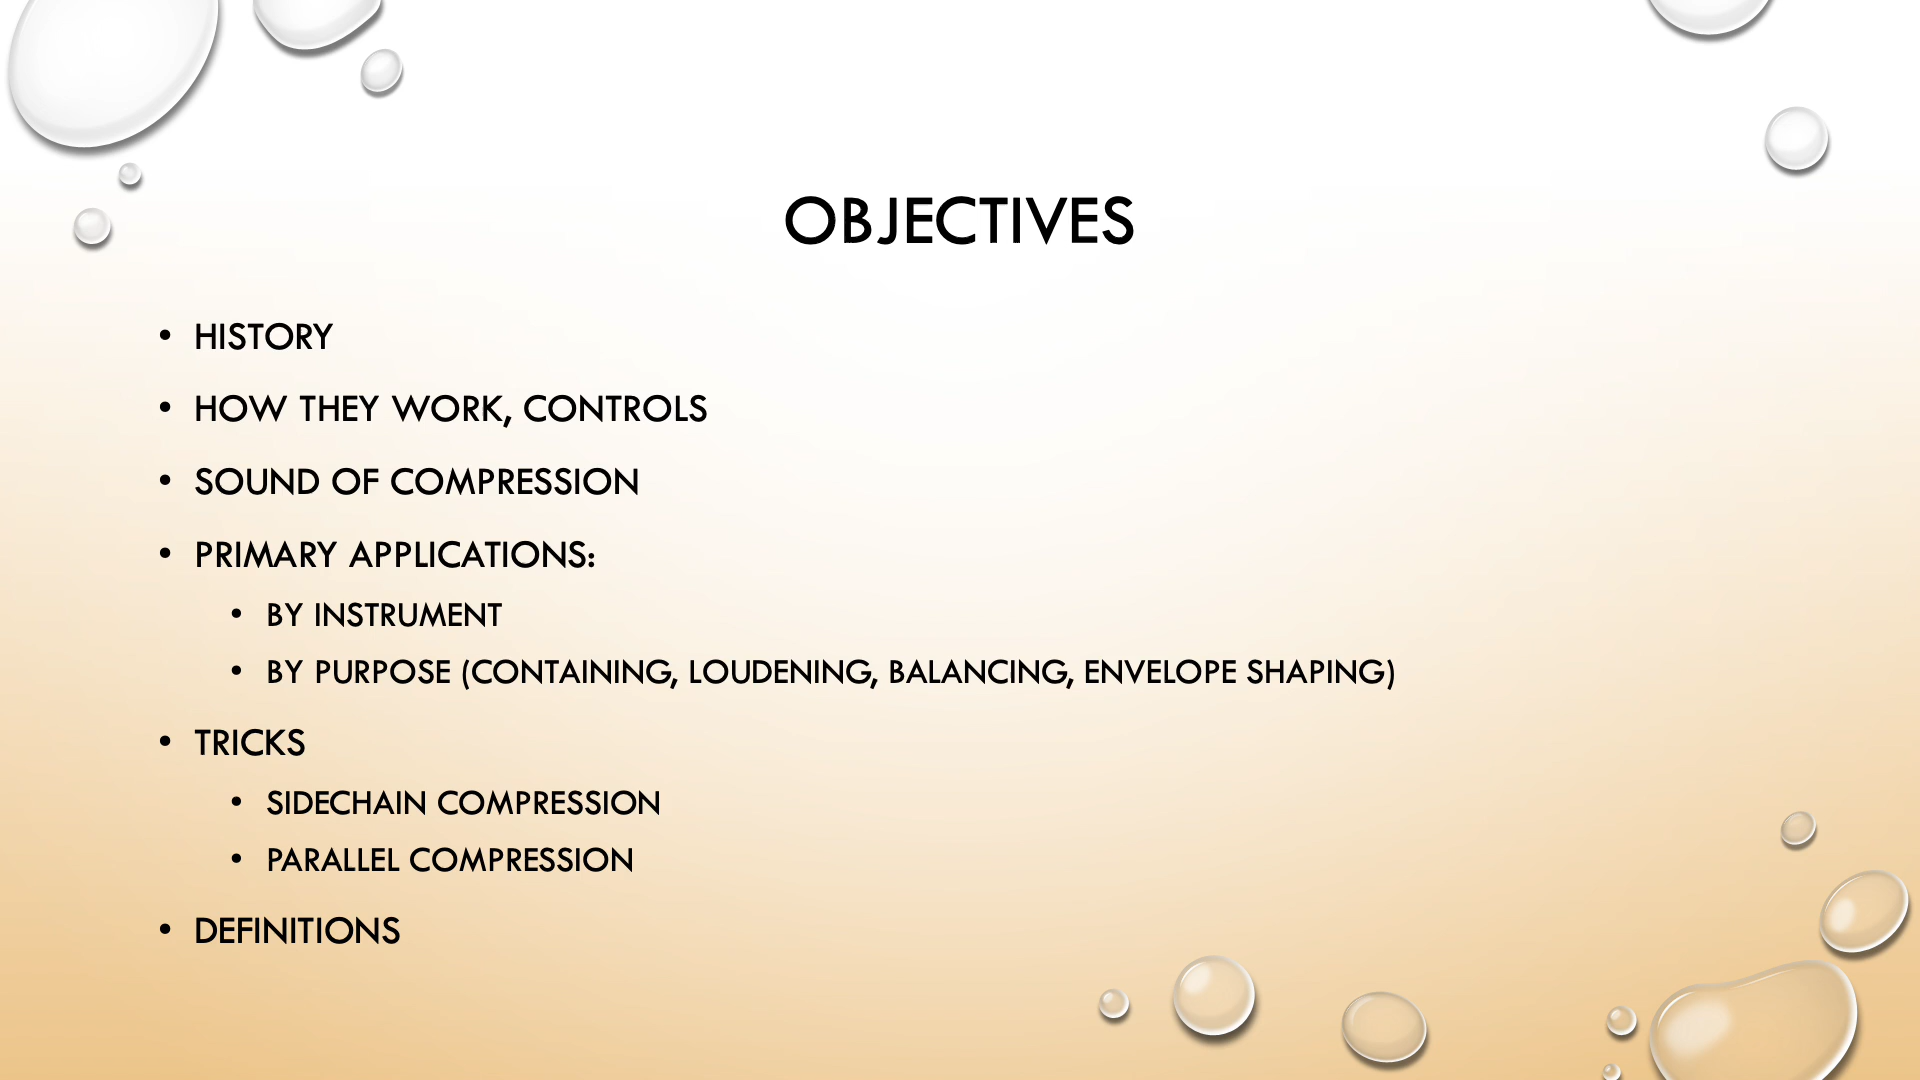 OBJECTIVES
• HISTORY
• HOW THEY WORK, CONTROLS
• SOUND OF COMPRESSION
• PRIMARY APPLICATIONS:
• BY INSTRUMENT
• BY PURPOSE (CONTAINING, LOUDENING, BALANCING, ENVELOPE SHAPING)
• TRICKS
• SIDECHAIN COMPRESSION
• PARALLEL COMPRESSION
• DEFINITIONS